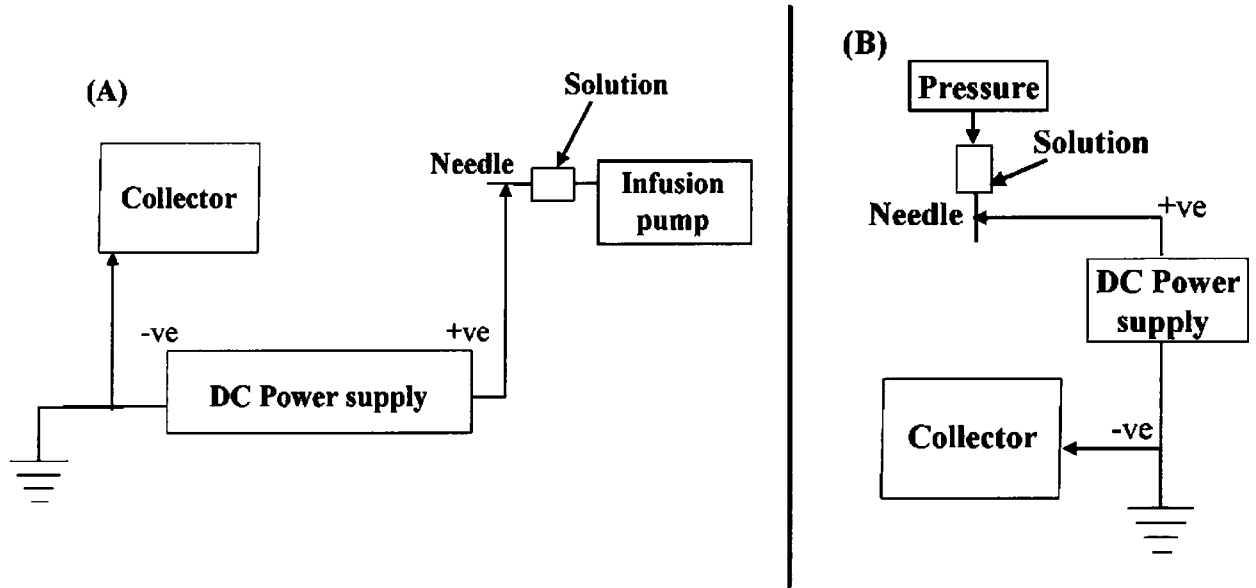 (A)
Solution
Needle
Collector
Infusion
pump
-ve
+ve
DC Power supply
(B)
Pressure
Solution
Needle
+ve
DC Power
supply
Collector
-ve